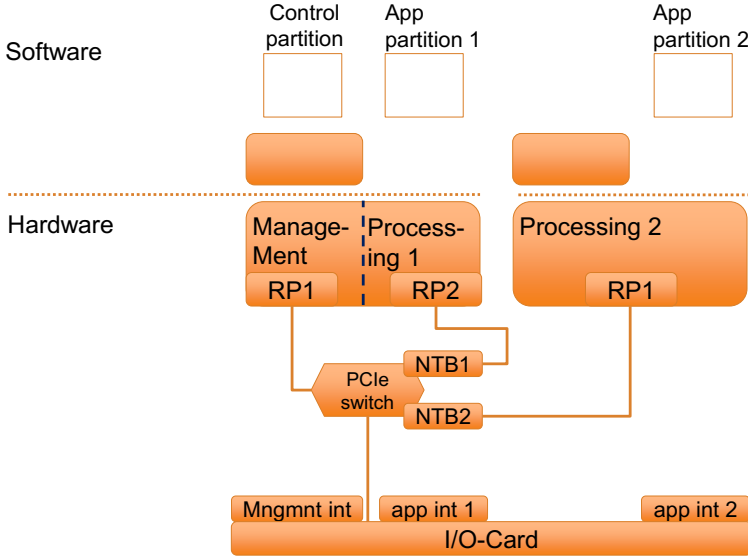 Control
partition
App
partition 1
App
partition 2
Software
Hardware
Manage-
Ment
Process-
ing 1
Processing 2
RP1
RP2
RP1
NTB1
PCIe
switch
NTB2
Mngmnt int
app int 1
app int 2
I/O-Card